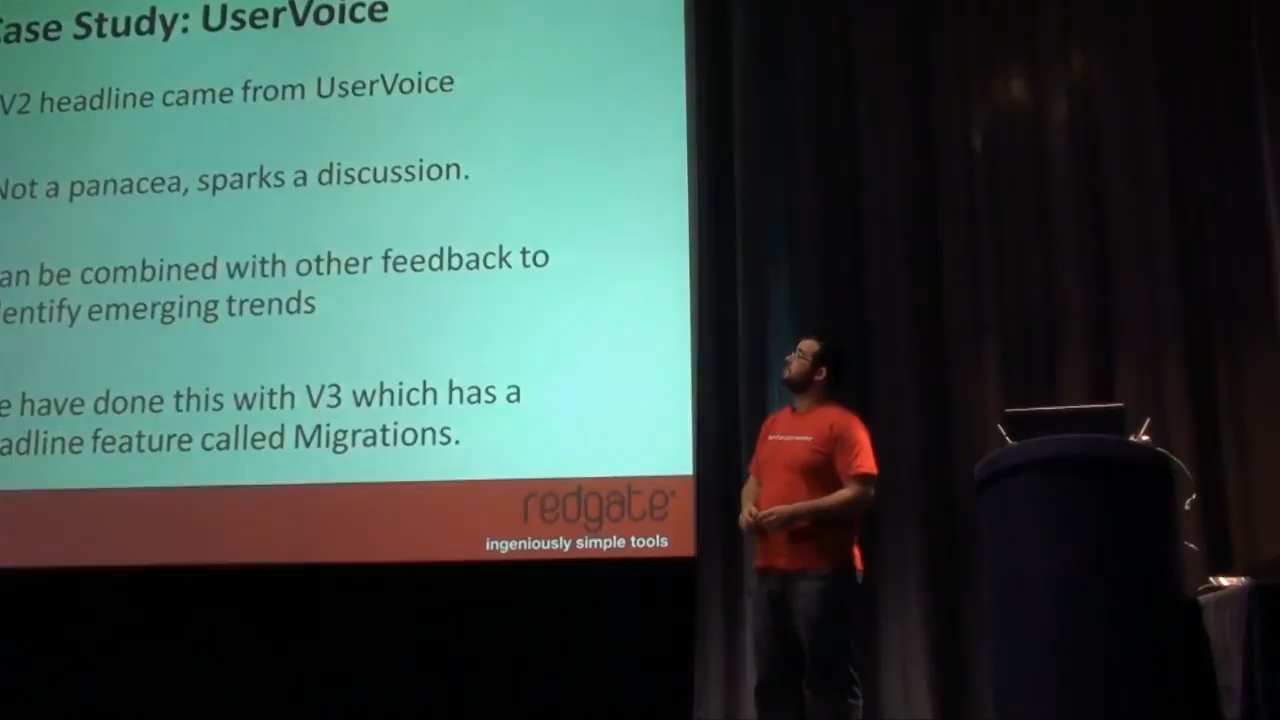 ase Study: UserVoice
V2 headline came from UserVoice
Not a panacea, sparks a discussion.
an be combined with other feedback to
entify emerging trends
e have done this with V3 which has a
adline feature called Migrations.
redgate
ingeniously simple tools